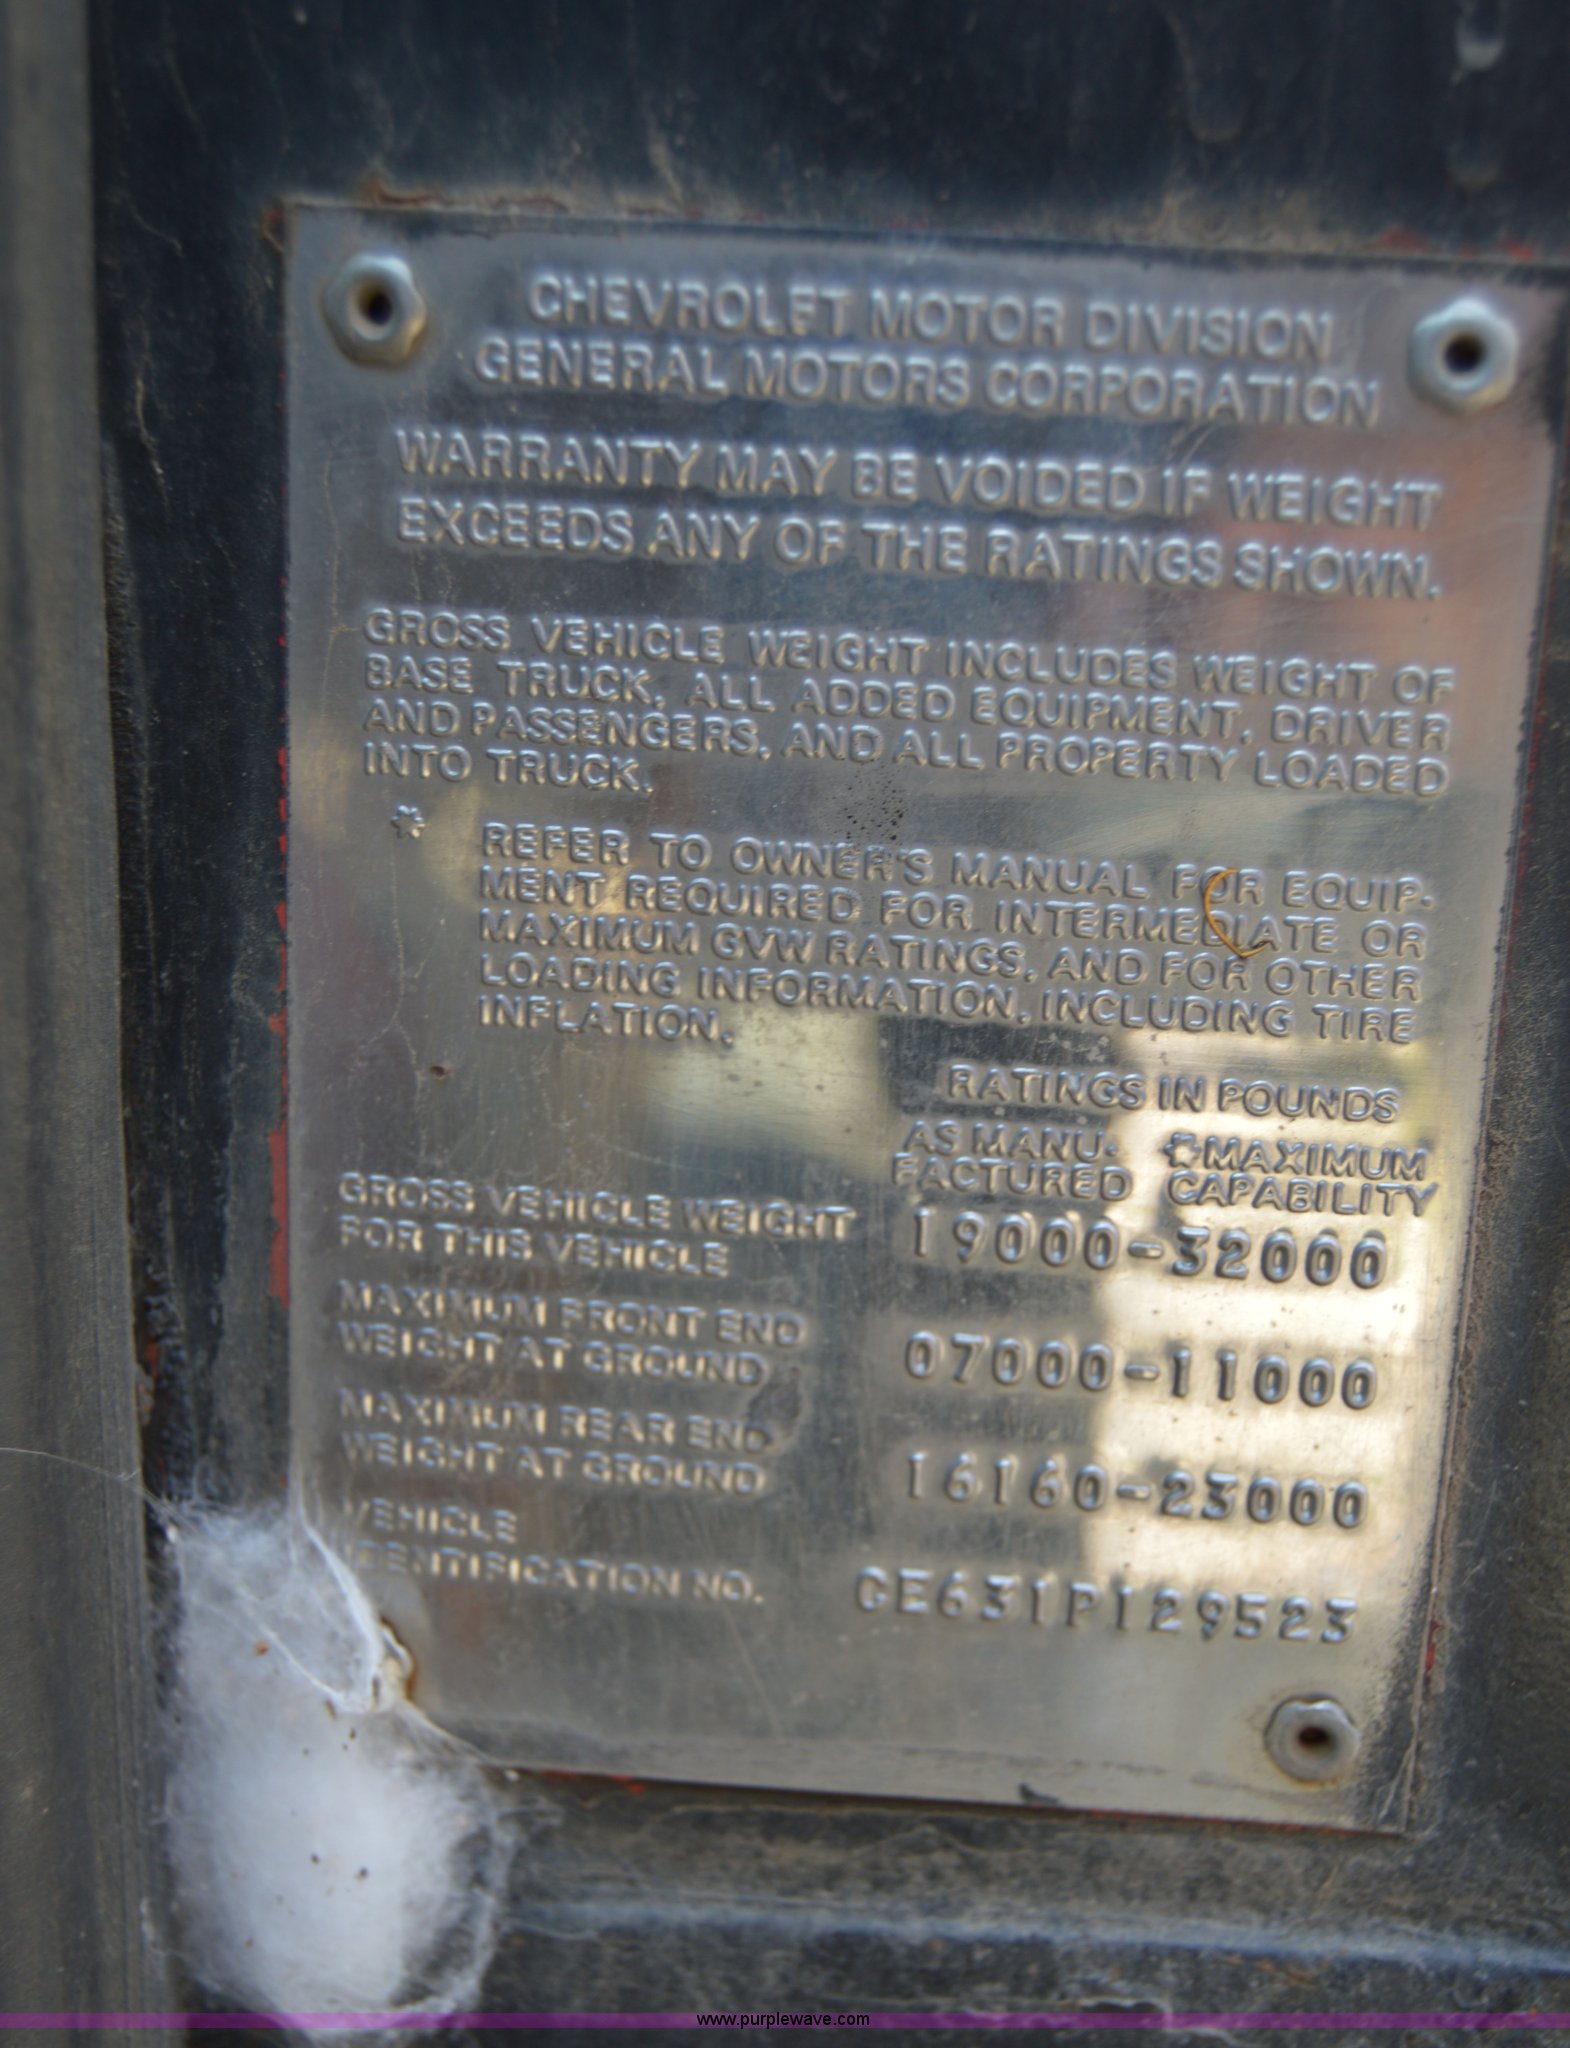 CHEVROLET MOTOR DIVISION
GENERAL MOTORS CORPORATION
WARRANTY MAY BE VOIDED IF WEIGHT
EXCEEDS ANY OF THE RATINGS SHOWN.
GROSS VEHICLE WEIGHT INCLUDES WEIGHT OF
BASE TRUCK, ALL ADDED EQUIPMENT, DRIVER
AND PASSENGERS, AND ALL PROPERTY LOADED
INTO TRUCK.
* REFER TO OWNER'S MANUAL FOR EQUIP-
MENT REQUIRED FOR INTERMEDIATE OR
MAXIMUM GVW RATINGS, AND FOR OTHER
LOADING INFORMATION, INCLUDING TIRE
INFLATION.
RATINGS IN POUNDS
AS MANU- *MAXIMUM
FACTURED CAPABILITY
GROSS VEHICLE WEIGHT
FOR THIS VEHICLE 19000-32000
MAXIMUM FRONT END
WEIGHT AT GROUND 07000-11000
MAXIMUM REAR END
WEIGHT AT GROUND 16160-23000
VEHICLE
IDENTIFICATION NO. CE631P129523
www.purplewave.com